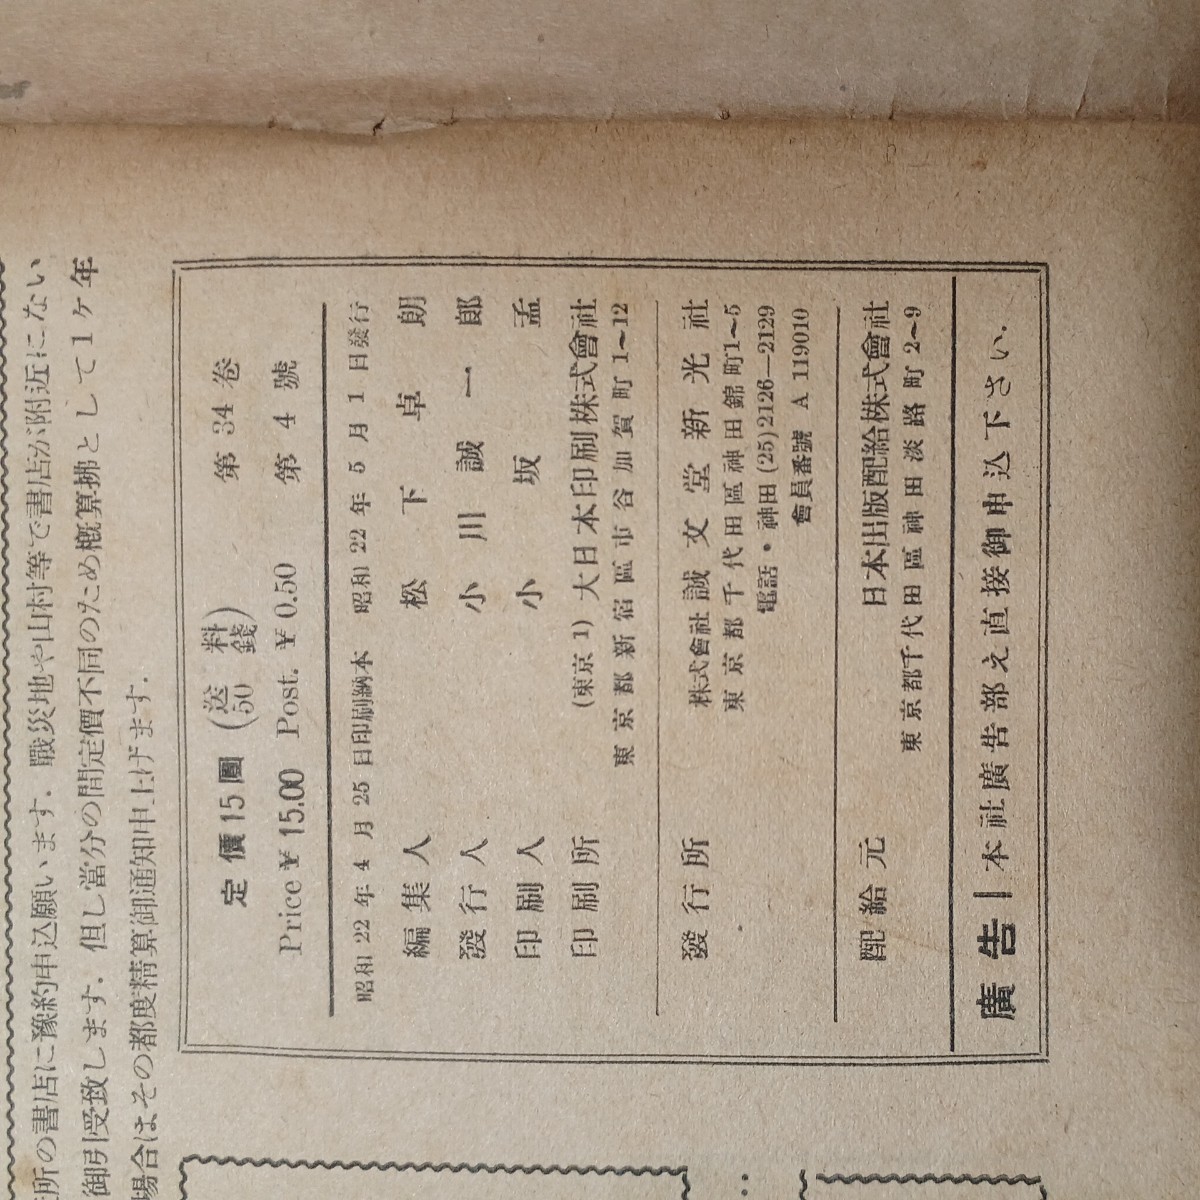 所の書店に豫約申込願います．戰災地や山村等で書店が附近にない
御引受致します．但し當分の間定價不同のため概算拂として1ヶ年
場合はその都度精算御通知申上げます．
定價15圓 (送料50錢) 第34卷
Price ¥15.00 Post. ¥0.50 第4號
昭和22年4月25日印刷納本 昭和22年5月1日發行
編集人 松下卓朗
發行人 小川誠一郞
印刷人 小坂孟
印刷所 (東京1) 大日本印刷株式會社
東京都新宿區市谷加賀町1~12
發行所 株式會社誠文堂新光社
東京都千代田區神田錦町1~5
電話・神田(25)2126—2129
會員番號 A 119010
配給元 日本出版配給株式會社
東京都千代田區神田淡路町2~9
廣告｜本社廣告部え直接御申込下さい．